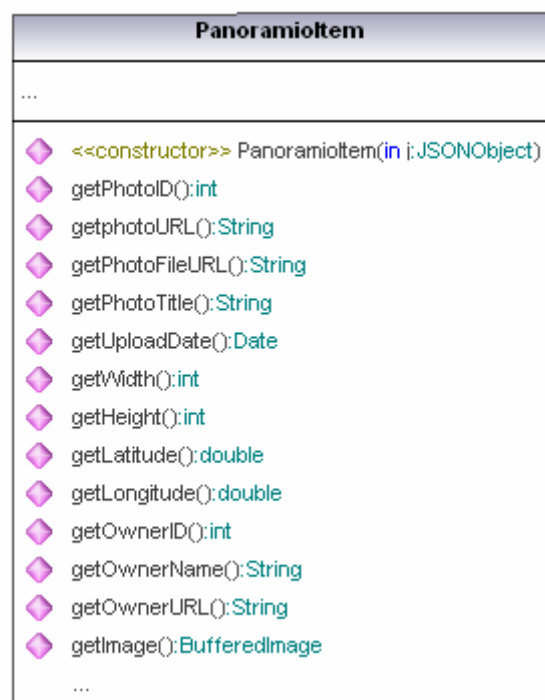 PanoramioItem
...
<<constructor>> PanoramioItem(in j:JSONObject)
getPhotoID():int
getphotoURL():String
getPhotoFileURL():String
getPhotoTitle():String
getUploadDate():Date
getWidth():int
getHeight():int
getLatitude():double
getLongitude():double
getOwnerID():int
getOwnerName():String
getOwnerURL():String
getImage():BufferedImage
...